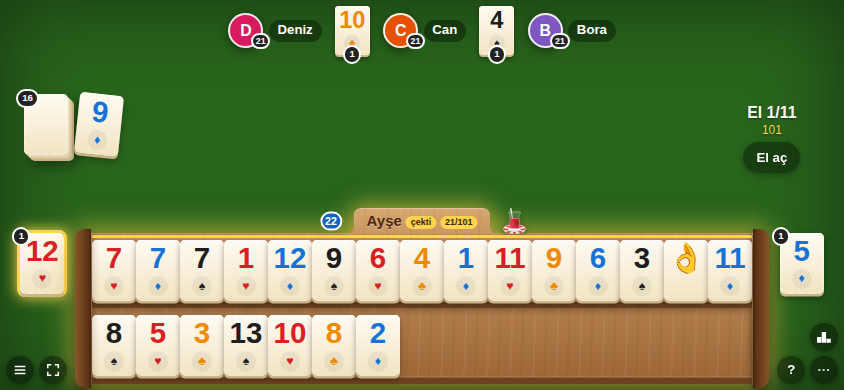 D 21 Deniz 10 1 C 21 Can 4 1 B 21 Bora
16 9
El 1/11
101
El aç
22 Ayşe çekti 21/101
1 12 7 7 7 1 12 9 6 4 1 11 9 6 3 11 1 5
8 5 3 13 10 8 2
?